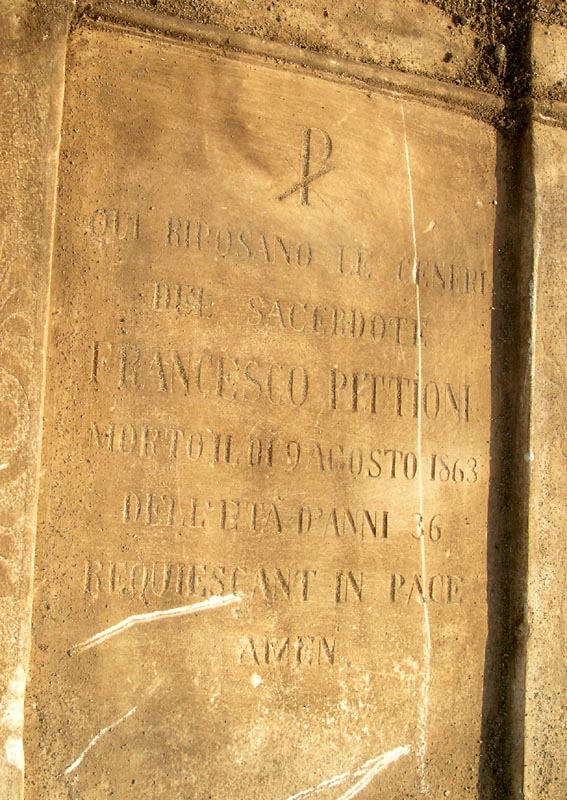 QUI RIPOSANO LE CENERI
DEL SACERDOTE
FRANCESCO PITTIONI
MORTO IL DI 9 AGOSTO 1863
DELL'ETÀ D'ANNI 36
REQUIESCANT IN PACE
AMEN